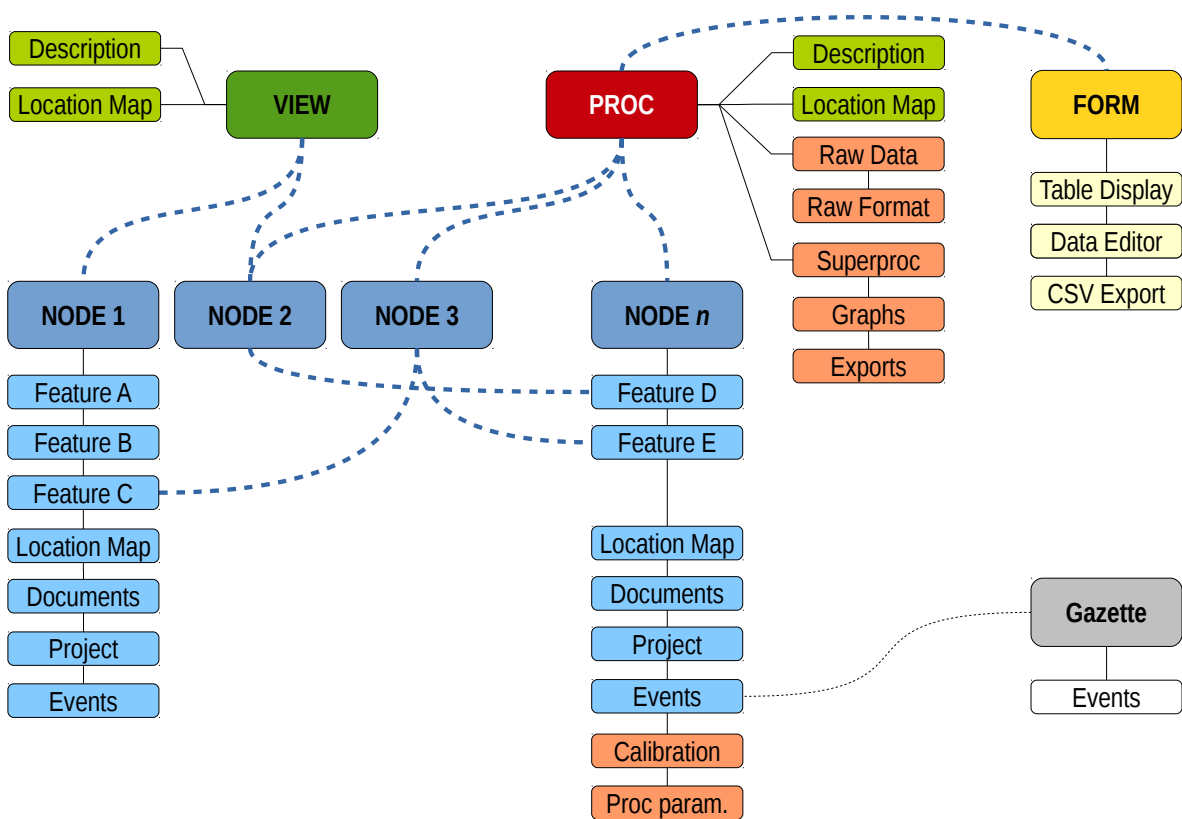 Description
Location Map
VIEW
PROC
Description
Location Map
Raw Data
Raw Format
Superproc
Graphs
Exports
FORM
Table Display
Data Editor
CSV Export
NODE 1
NODE 2
NODE 3
NODE n
Feature A
Feature B
Feature C
Location Map
Documents
Project
Events
Feature D
Feature E
Location Map
Documents
Project
Events
Calibration
Proc param.
Gazette
Events